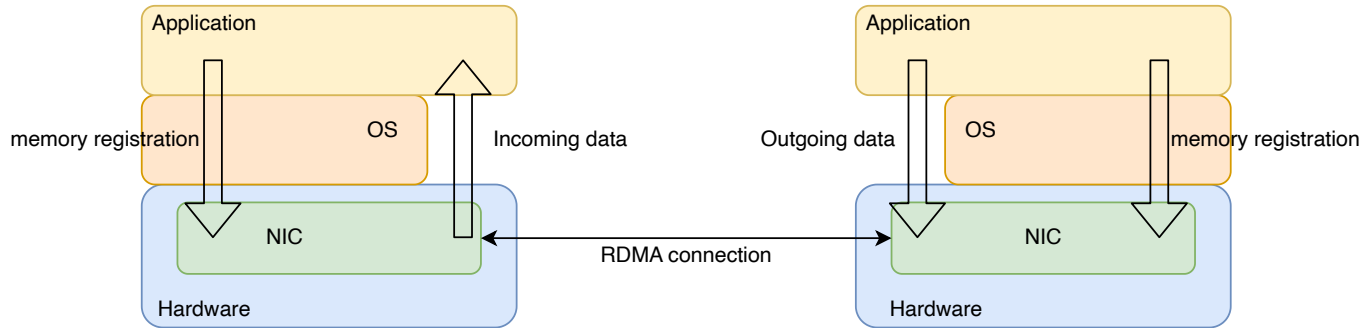 Application
Application
memory registration
OS
Incoming data
Outgoing data
OS
memory registration
NIC
NIC
RDMA connection
Hardware
Hardware